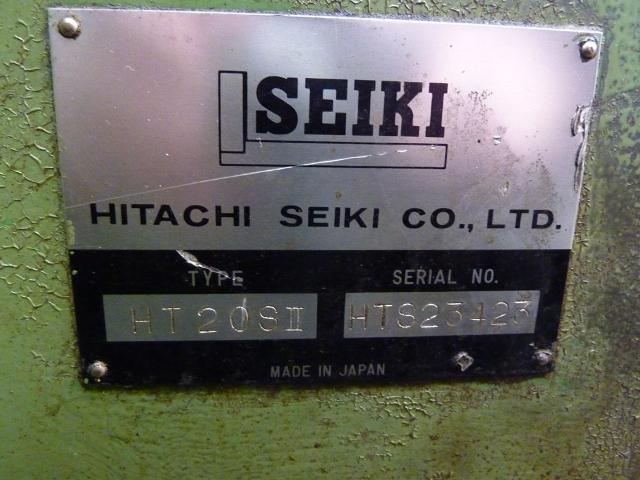 SEIKI
HITACHI SEIKI CO., LTD.
TYPE SERIAL NO.
HT20SII HTS23423
MADE IN JAPAN